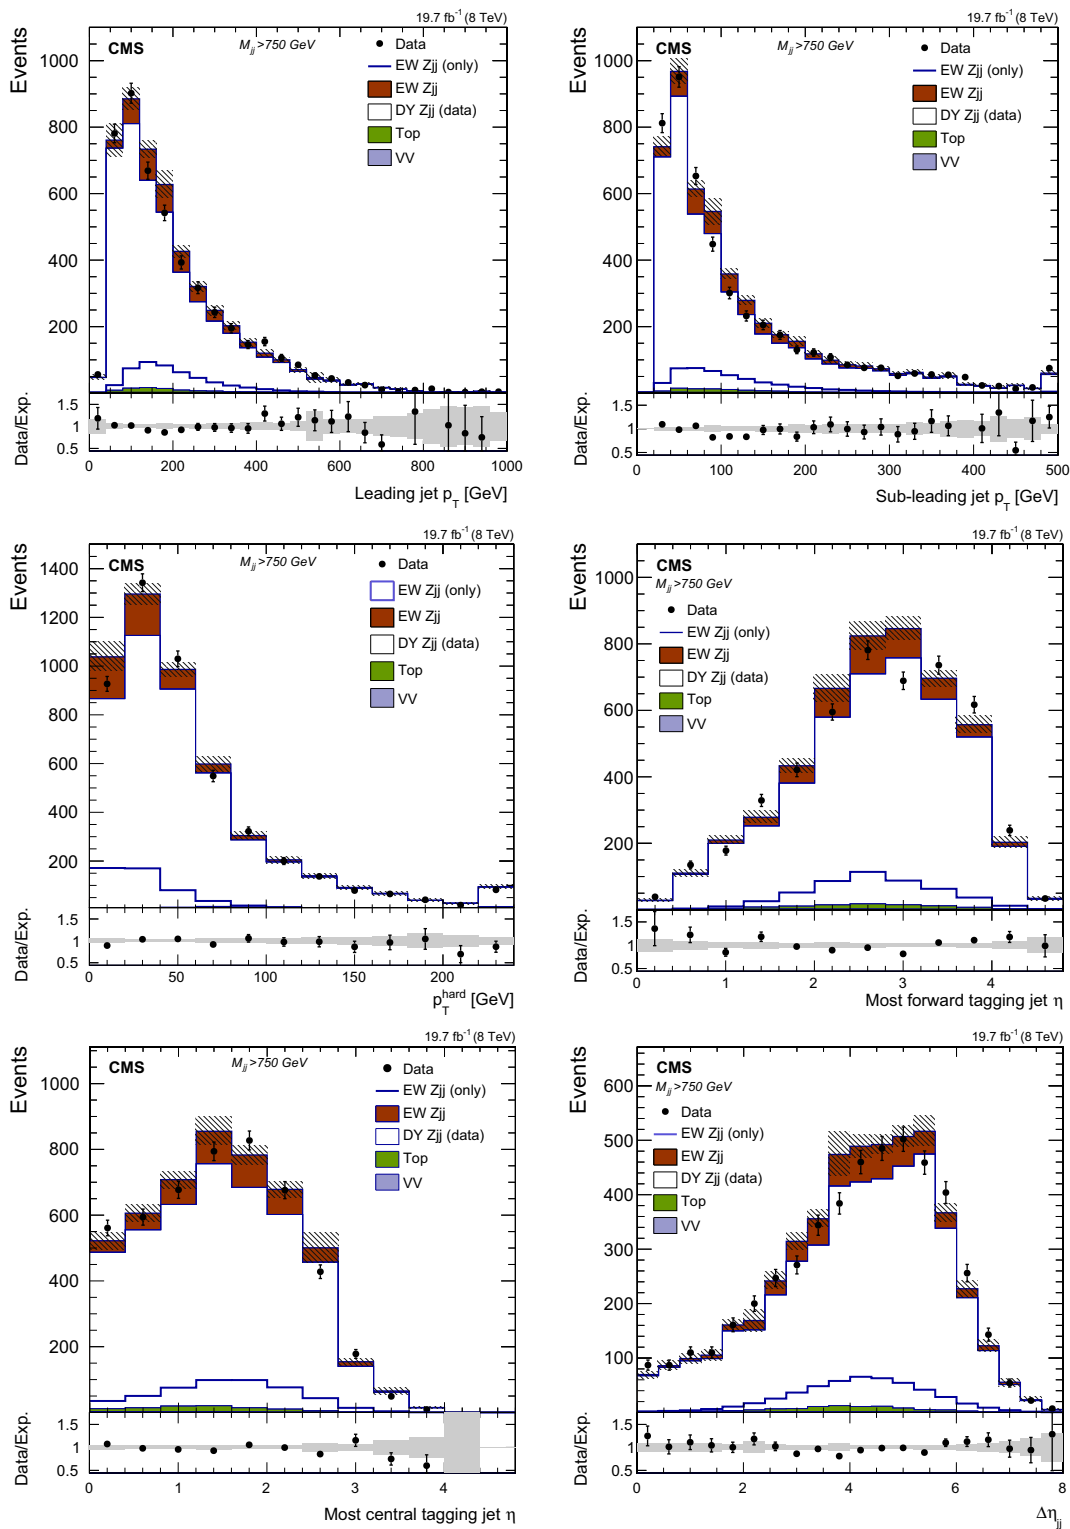 19.7 fb⁻¹ (8 TeV)
Events
CMS
M_jj >750 GeV
Data
EW Zjj (only)
EW Zjj
DY Zjj (data)
Top
VV
1000
800
600
400
200
Data/Exp.
1.5
1
0.5
0 200 400 600 800 1000
Leading jet p_T [GeV]
19.7 fb⁻¹ (8 TeV)
Events
CMS
M_jj >750 GeV
Data
EW Zjj (only)
EW Zjj
DY Zjj (data)
Top
VV
1000
800
600
400
200
Data/Exp.
1.5
1
0.5
0 100 200 300 400 500
Sub-leading jet p_T [GeV]
19.7 fb⁻¹ (8 TeV)
Events
CMS
M_jj >750 GeV
Data
EW Zjj (only)
EW Zjj
DY Zjj (data)
Top
VV
1400
1200
1000
800
600
400
200
Data/Exp.
1.5
1
0.5
0 50 100 150 200
p_T^hard [GeV]
19.7 fb⁻¹ (8 TeV)
Events
CMS
M_jj >750 GeV
Data
EW Zjj (only)
EW Zjj
DY Zjj (data)
Top
VV
1000
800
600
400
200
0
Data/Exp.
1.5
1
0.5
0 1 2 3 4
Most forward tagging jet η
19.7 fb⁻¹ (8 TeV)
Events
CMS
M_jj >750 GeV
Data
EW Zjj (only)
EW Zjj
DY Zjj (data)
Top
VV
1000
800
600
400
200
Data/Exp.
1.5
1
0.5
0 1 2 3 4
Most central tagging jet η
19.7 fb⁻¹ (8 TeV)
Events
CMS
M_jj >750 GeV
Data
EW Zjj (only)
EW Zjj
DY Zjj (data)
Top
VV
600
500
400
300
200
100
Data/Exp.
1.5
1
0.5
0 2 4 6 8
Δη_jj